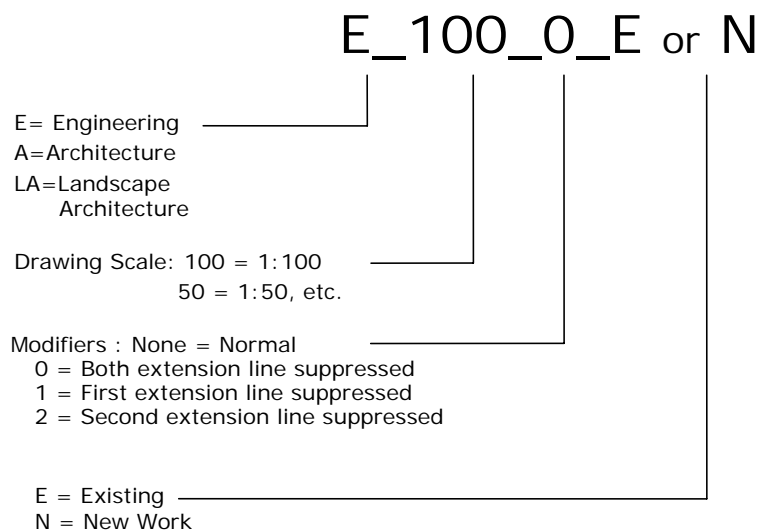 E_100_0_E or N
E= Engineering
A=Architecture
LA=Landscape
Architecture
Drawing Scale: 100 = 1:100
50 = 1:50, etc.
Modifiers : None = Normal
0 = Both extension line suppressed
1 = First extension line suppressed
2 = Second extension line suppressed
E = Existing
N = New Work